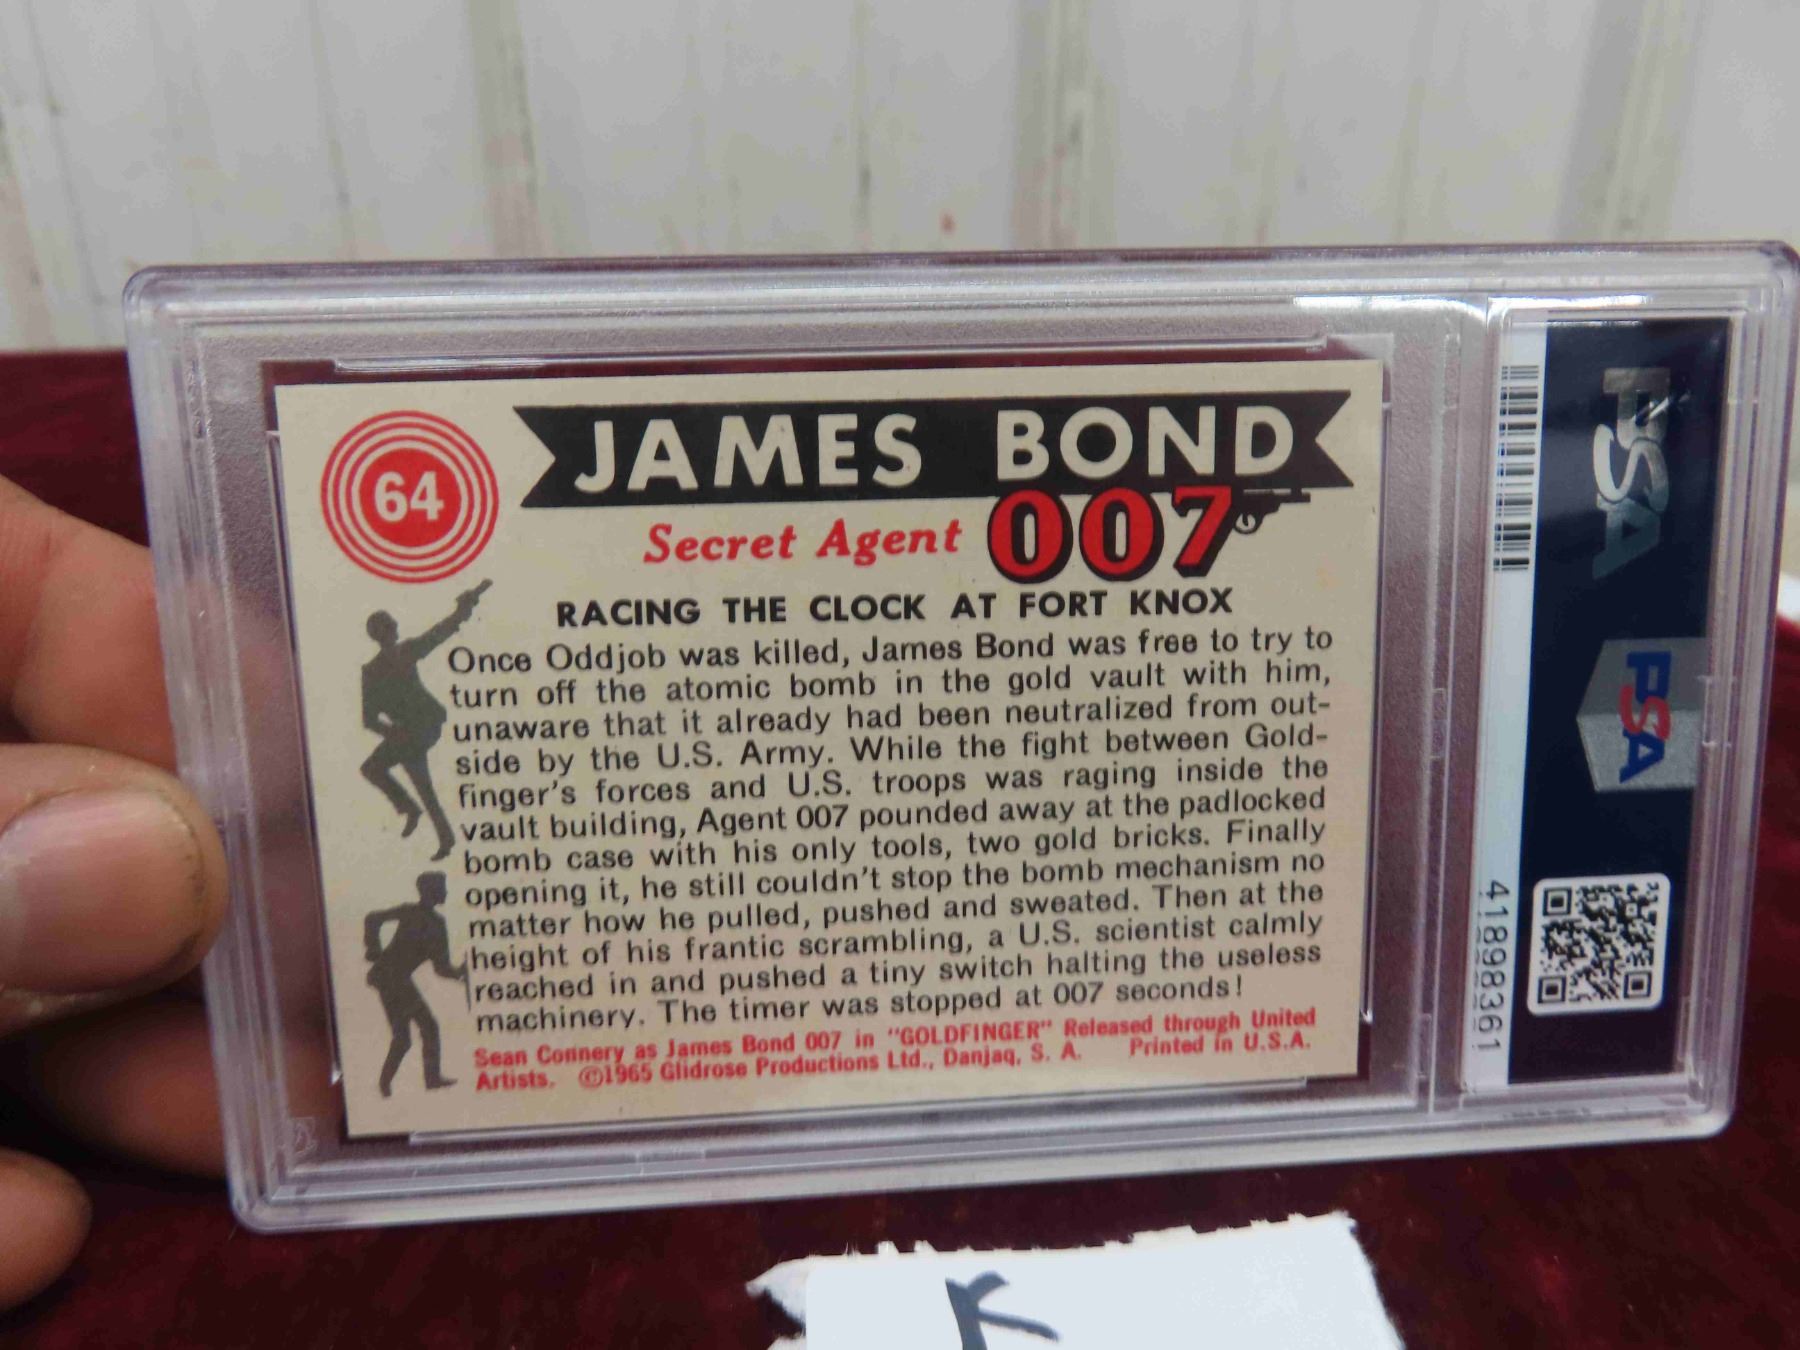 64
JAMES BOND
Secret Agent 007
RACING THE CLOCK AT FORT KNOX
Once Oddjob was killed, James Bond was free to try to
turn off the atomic bomb in the gold vault with him,
unaware that it already had been neutralized from out-
side by the U.S. Army. While the fight between Gold-
finger's forces and U.S. troops was raging inside the
vault building, Agent 007 pounded away at the padlocked
bomb case with his only tools, two gold bricks. Finally
opening it, he still couldn't stop the bomb mechanism no
matter how he pulled, pushed and sweated. Then at the
height of his frantic scrambling, a U.S. scientist calmly
reached in and pushed a tiny switch halting the useless
machinery. The timer was stopped at 007 seconds!
Sean Connery as James Bond 007 in "GOLDFINGER" Released through United
Artists. ©1965 Glidrose Productions Ltd., Danjaq, S. A. Printed in U.S.A.
PSA
PSA
41898361
K